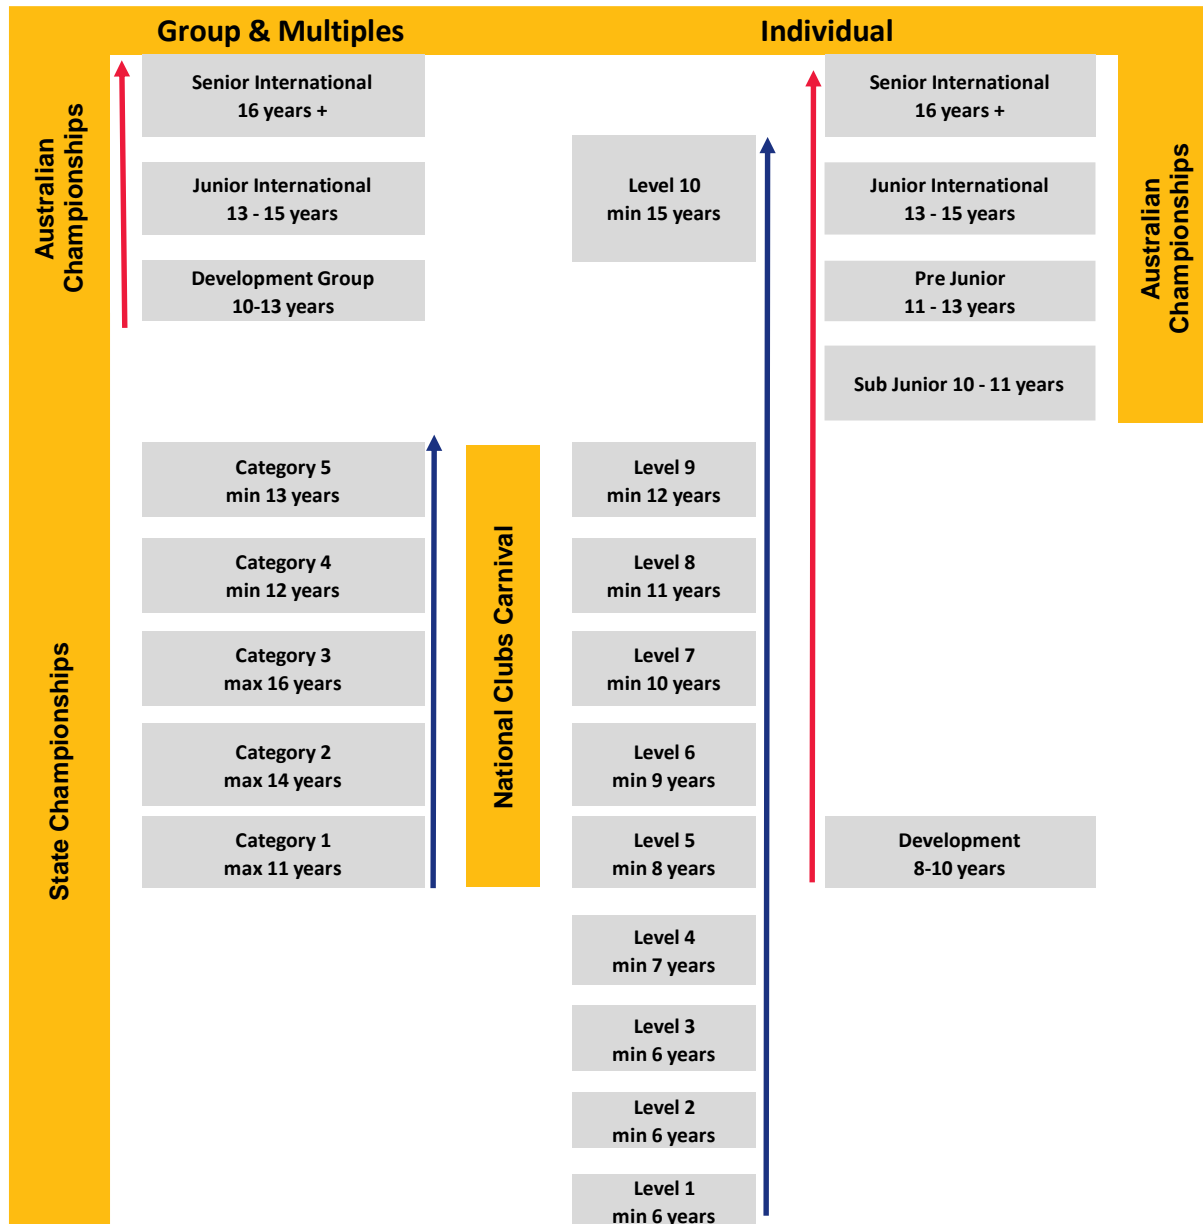 Group & Multiples
Individual
Australian
Championships
State Championships
Senior International
16 years +
Junior International
13 - 15 years
Development Group
10-13 years
Category 5
min 13 years
Category 4
min 12 years
Category 3
max 16 years
Category 2
max 14 years
Category 1
max 11 years
National Clubs Carnival
Level 10
min 15 years
Level 9
min 12 years
Level 8
min 11 years
Level 7
min 10 years
Level 6
min 9 years
Level 5
min 8 years
Level 4
min 7 years
Level 3
min 6 years
Level 2
min 6 years
Level 1
min 6 years
Senior International
16 years +
Junior International
13 - 15 years
Pre Junior
11 - 13 years
Sub Junior 10 - 11 years
Development
8-10 years
Australian
Championships